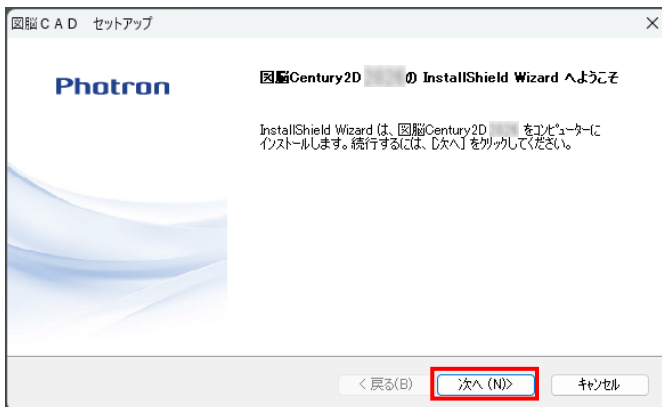 図脳CAD セットアップ
Photron
図脳Century2D の InstallShield Wizard へようこそ
InstallShield Wizard は、図脳Century2D をコンピューターに
インストールします。続行するには、[次へ] をクリックしてください。
< 戻る(B)
次へ (N)>
キャンセル